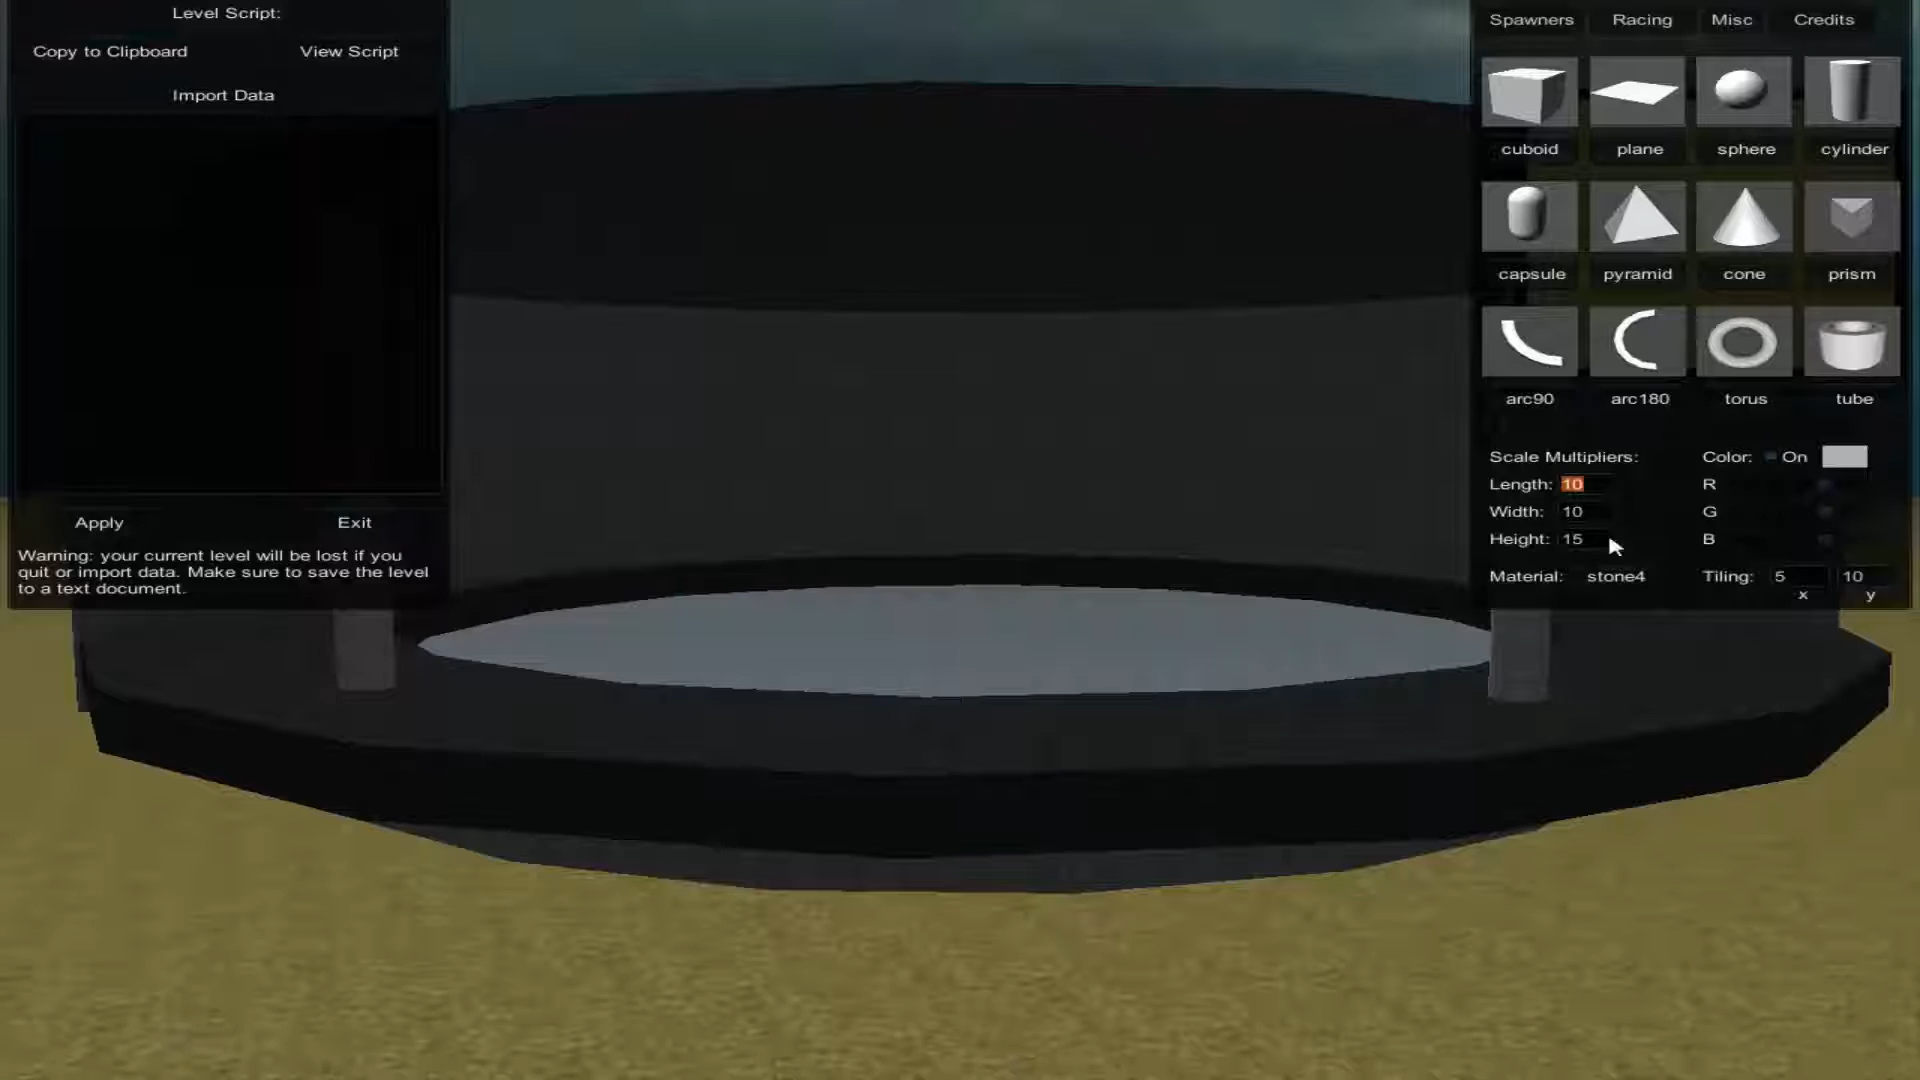 Level Script:
Copy to Clipboard View Script
Import Data
Apply Exit
Warning: your current level will be lost if you
quit or import data. Make sure to save the level
to a text document.
Spawners Racing Misc Credits
cuboid plane sphere cylinder
capsule pyramid cone prism
arc90 arc180 torus tube
Scale Multipliers: Color: On
Length: 10 R
Width: 10 G
Height: 15 B
Material: stone4 Tiling: 5 10
x y